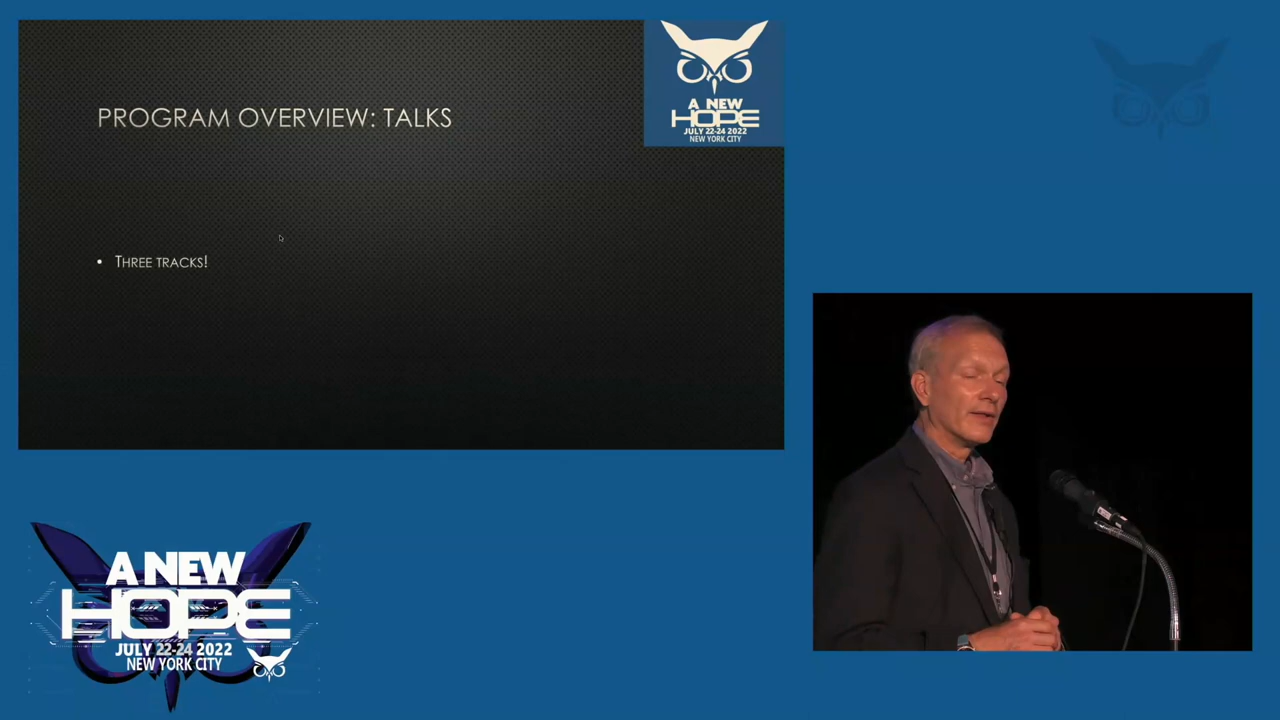 PROGRAM OVERVIEW: TALKS
A NEW
HOPE
JULY 22-24 2022
NEW YORK CITY
• THREE TRACKS!
A NEW
HOPE
JULY 22-24 2022
NEW YORK CITY